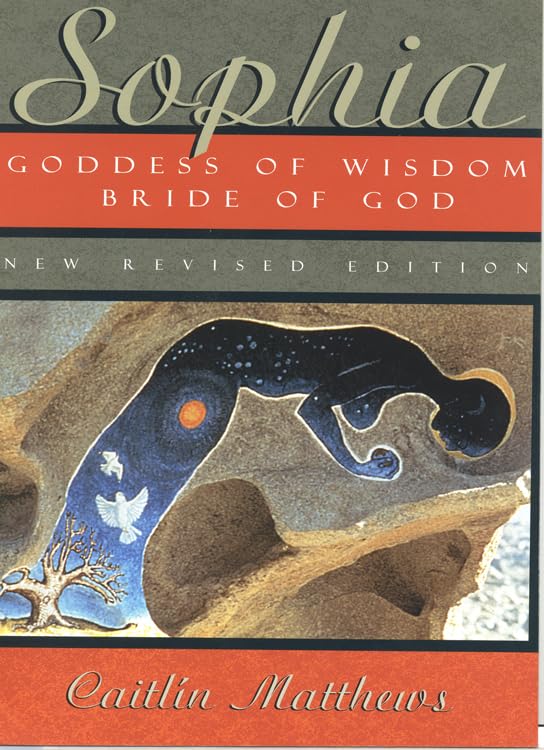 Sophia
GODDESS OF WISDOM
BRIDE OF GOD
NEW REVISED EDITION
Caitlín Matthews